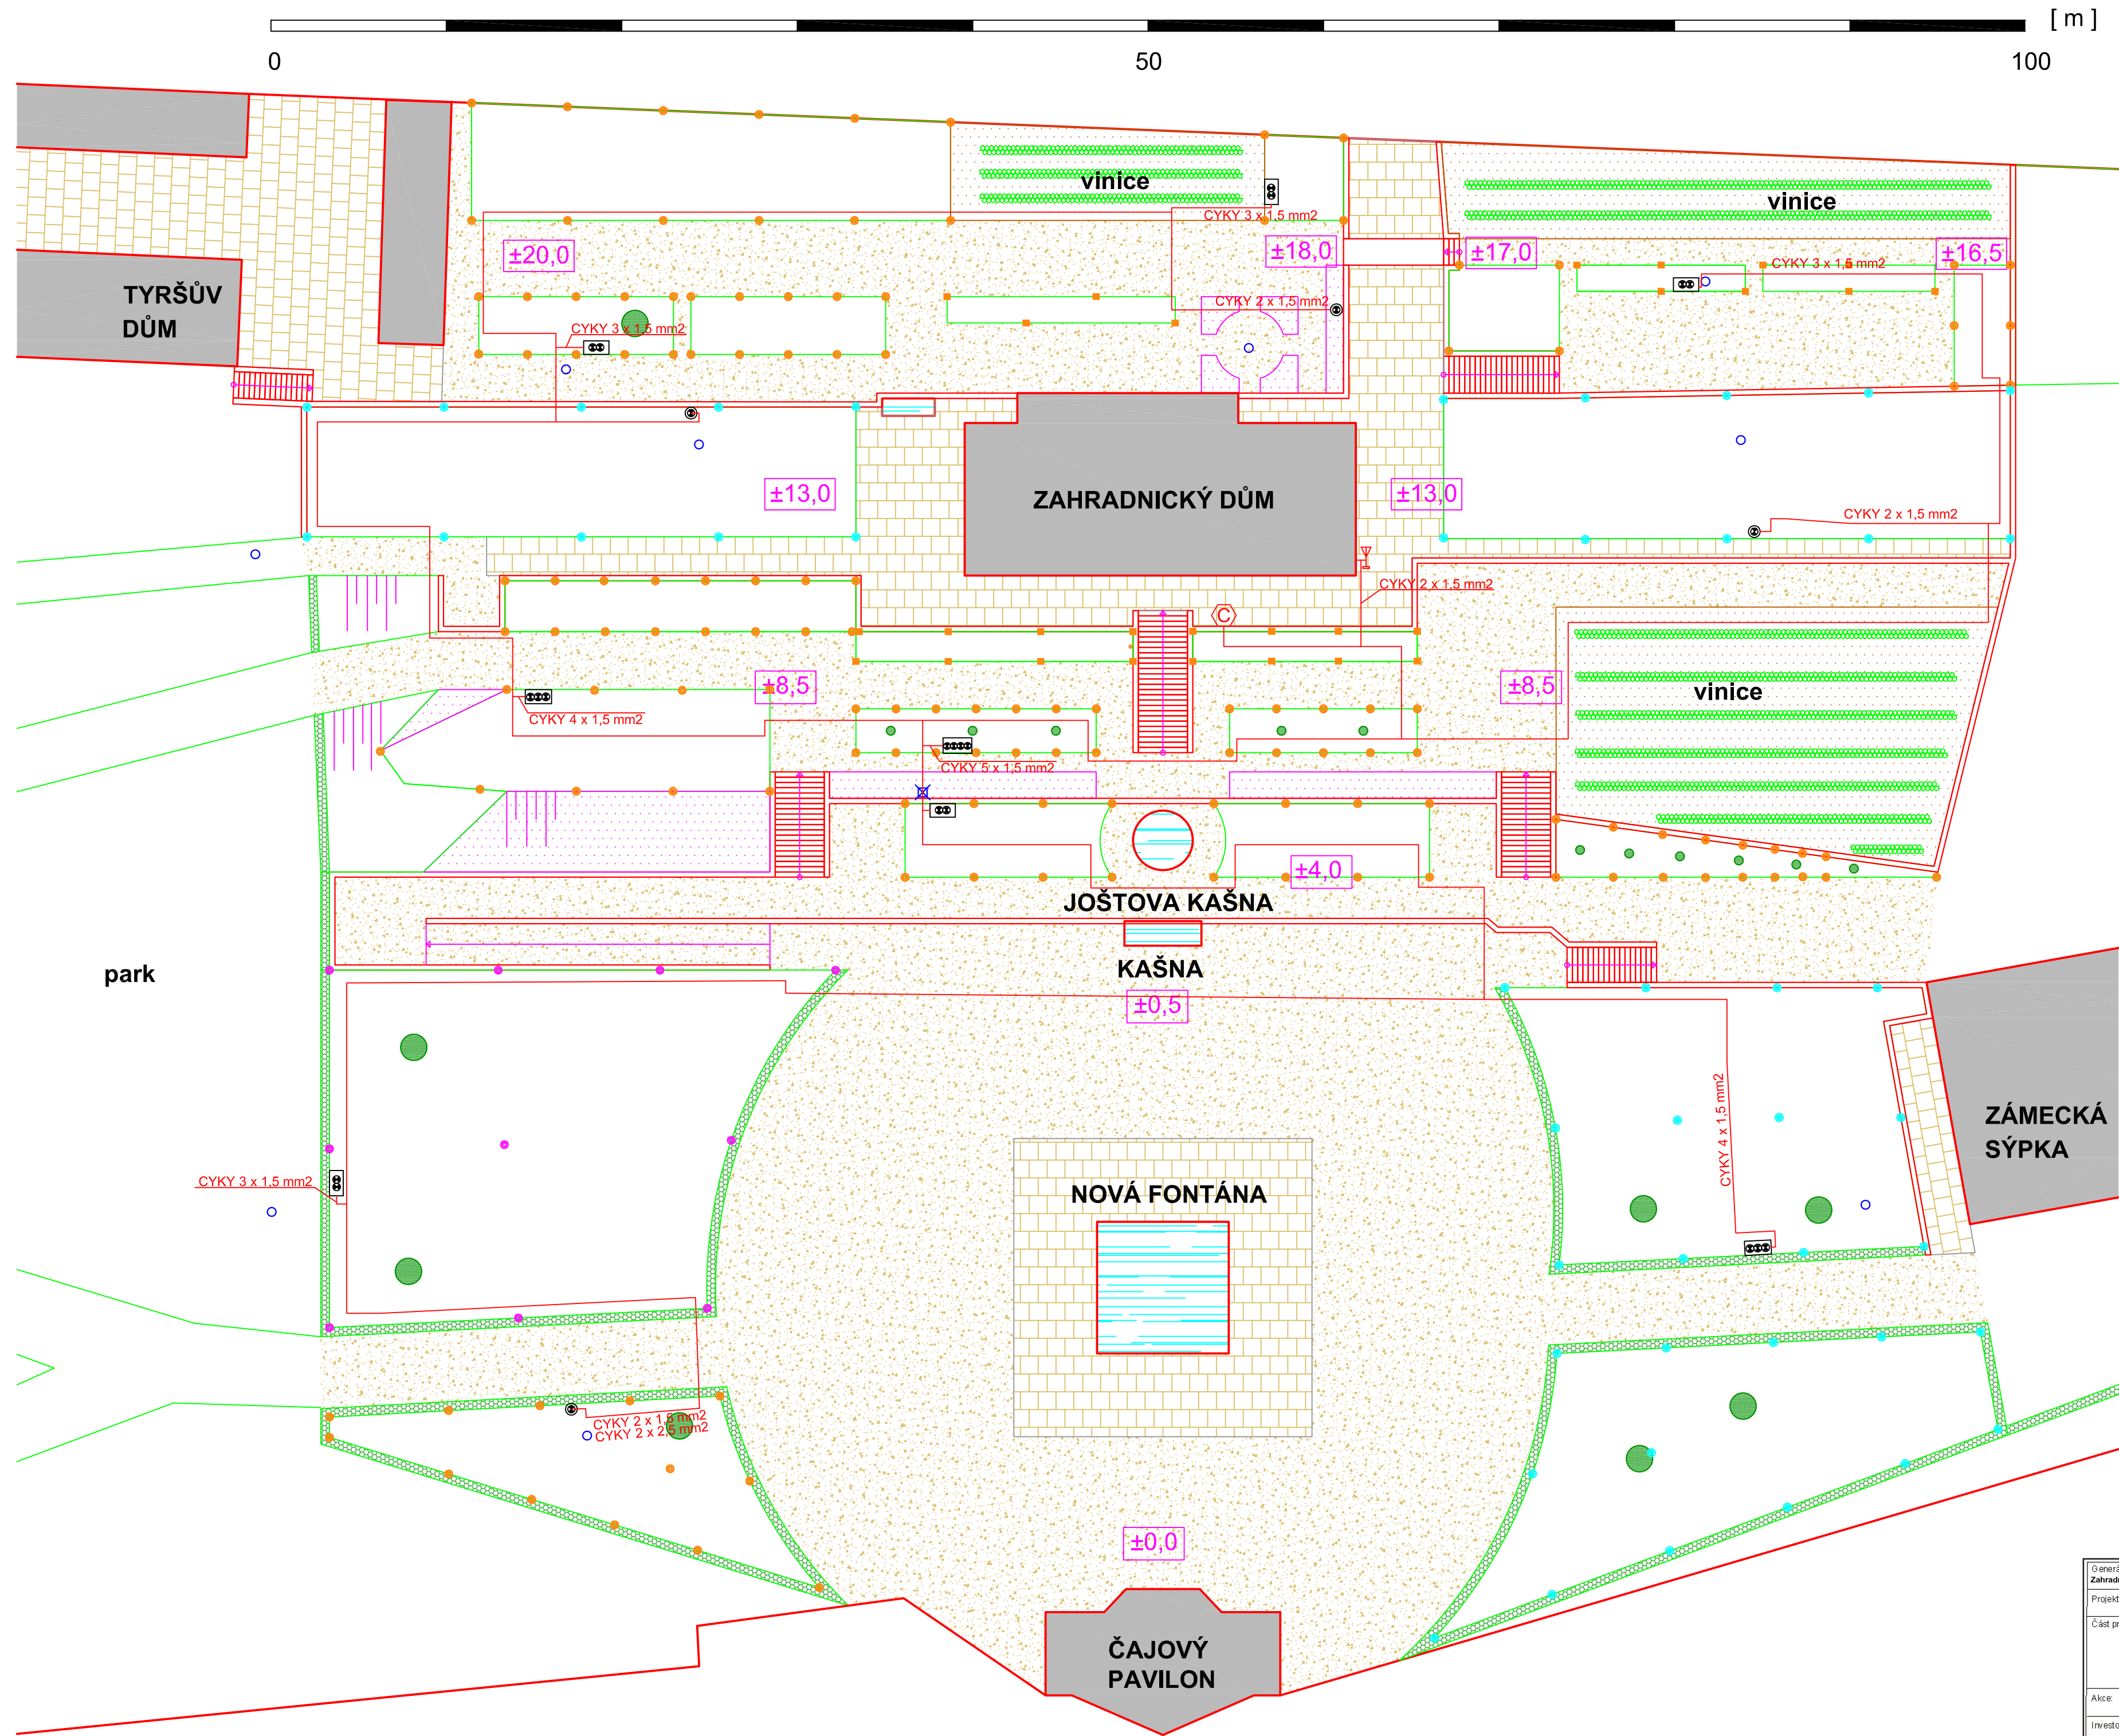 [ m ]
0
50
100
vinice
vinice
CYKY 3 x 1,5 mm2
±20,0
±18,0
±17,0
±16,5
CYKY 3 x 1,5 mm2
TYRŠŮV
DŮM
CYKY 2 x 1,5 mm2
CYKY 3 x 1,5 mm2
±13,0
ZAHRADNICKÝ DŮM
±13,0
CYKY 2 x 1,5 mm2
CYKY 2 x 1,5 mm2
C
±8,5
±8,5
vinice
CYKY 4 x 1,5 mm2
CYKY 5 x 1,5 mm2
±4,0
JOŠTOVA KAŠNA
park
KAŠNA
±0,5
CYKY 4 x 1,5 mm2
ZÁMECKÁ
SÝPKA
CYKY 3 x 1,5 mm2
NOVÁ FONTÁNA
CYKY 2 x 1,5 mm2
CYKY 2 x 2,5 mm2
±0,0
ČAJOVÝ
PAVILON
Akce: